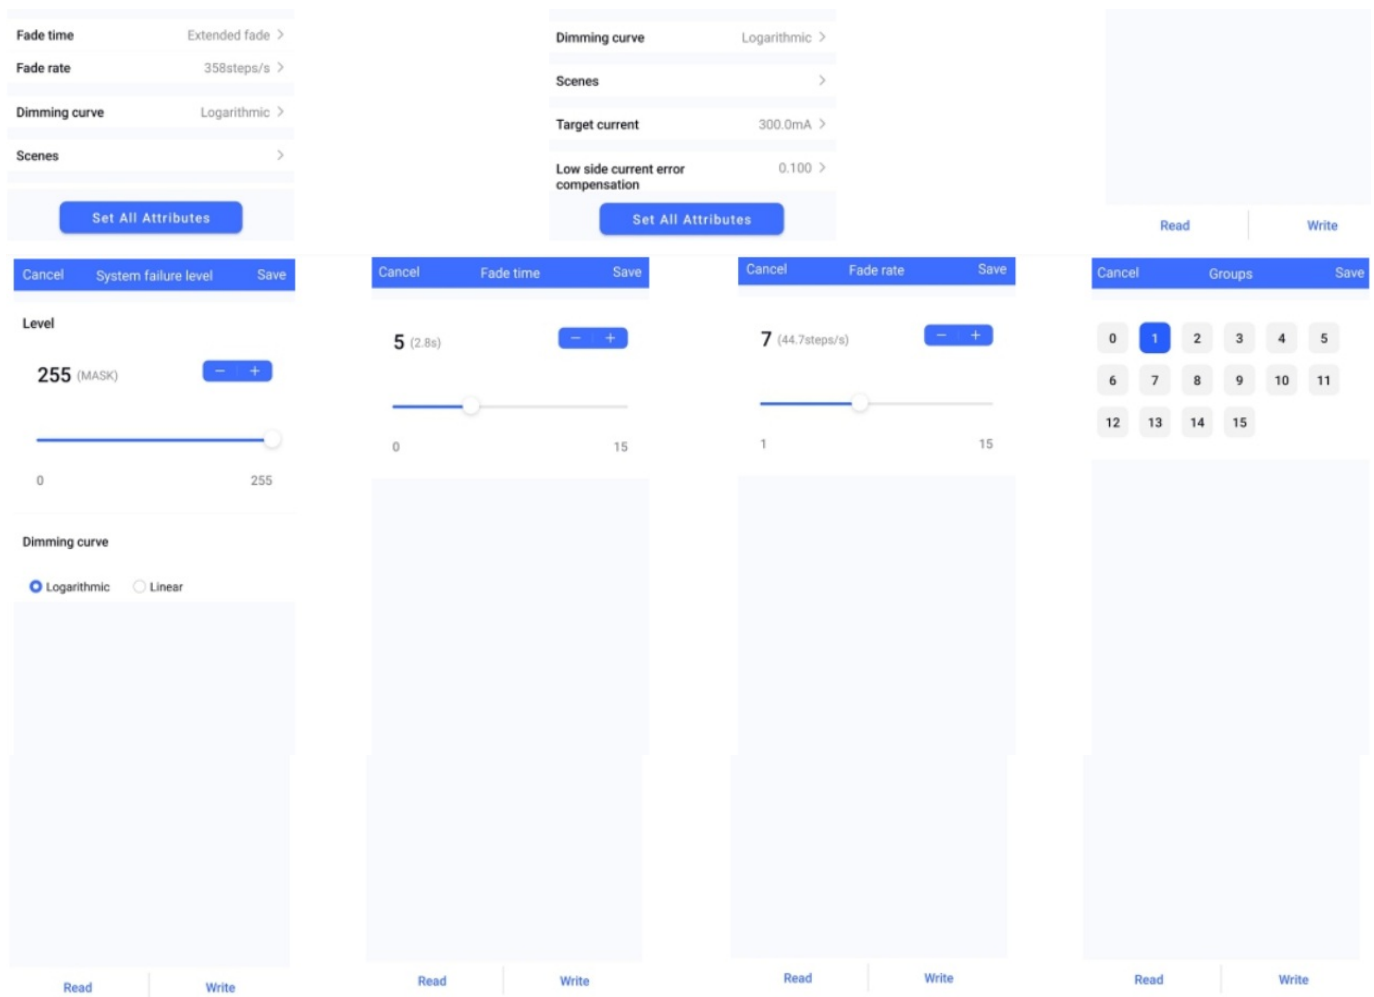 Fade time Extended fade >
Fade rate 358steps/s >
Dimming curve Logarithmic >
Scenes >
Set All Attributes
Dimming curve Logarithmic >
Scenes >
Target current 300.0mA >
Low side current error 0.100 >
compensation
Set All Attributes
Read Write
Cancel System failure level Save
Level
255 (MASK) − +
0 255
Dimming curve
Logarithmic Linear
Read Write
Cancel Fade time Save
5 (2.8s) − +
0 15
Read Write
Cancel Fade rate Save
7 (44.7steps/s) − +
1 15
Read Write
Cancel Groups Save
0 1 2 3 4 5
6 7 8 9 10 11
12 13 14 15
Read Write